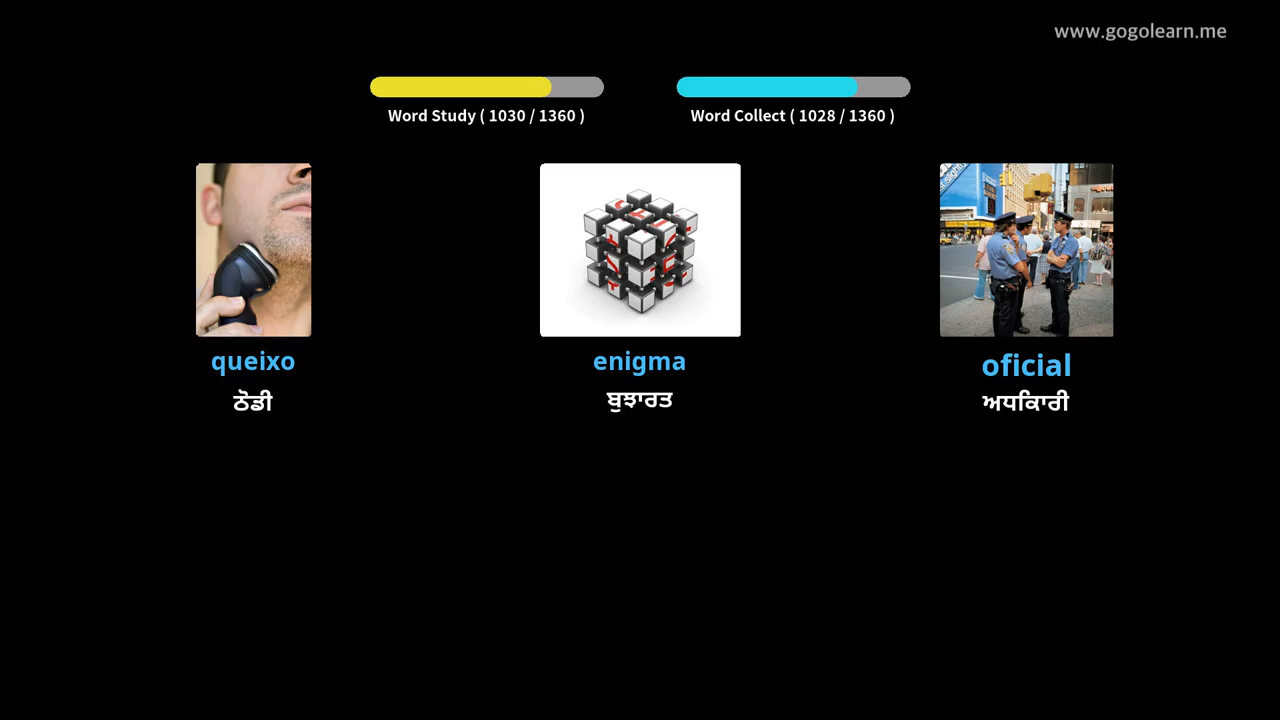 www.gogolearn.me
Word Study ( 1030 / 1360 )
Word Collect ( 1028 / 1360 )
queixo
enigma
oficial
ਠੋਡੀ
ਬੁਝਾਰਤ
ਅਧਕਿਾਰੀ